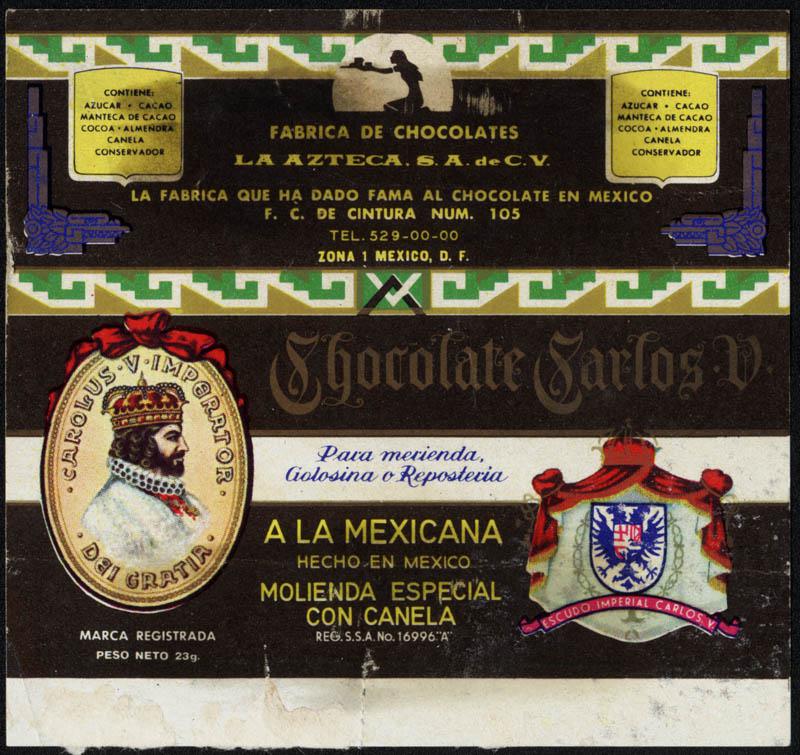 CONTIENE:
AZUCAR • CACAO
MANTECA DE CACAO
COCOA • ALMENDRA
CANELA
CONSERVADOR
CONTIENE:
AZUCAR • CACAO
MANTECA DE CACAO
COCOA • ALMENDRA
CANELA
CONSERVADOR
FABRICA DE CHOCOLATES
LA AZTECA, S. A. de C. V.
LA FABRICA QUE HA DADO FAMA AL CHOCOLATE EN MEXICO
F. C. DE CINTURA NUM. 105
TEL. 529-00-00
ZONA 1 MEXICO, D. F.
Chocolate Carlos • V •
• CAROLUS • V • IMPERATOR •
DEI GRATIA
Para merienda,
Golosina o Reposteria
A LA MEXICANA
HECHO EN MEXICO
MOLIENDA ESPECIAL
CON CANELA
REG. S.S.A. No. 16996 "A"
MARCA REGISTRADA
PESO NETO 23g.
ESCUDO IMPERIAL CARLOS V.